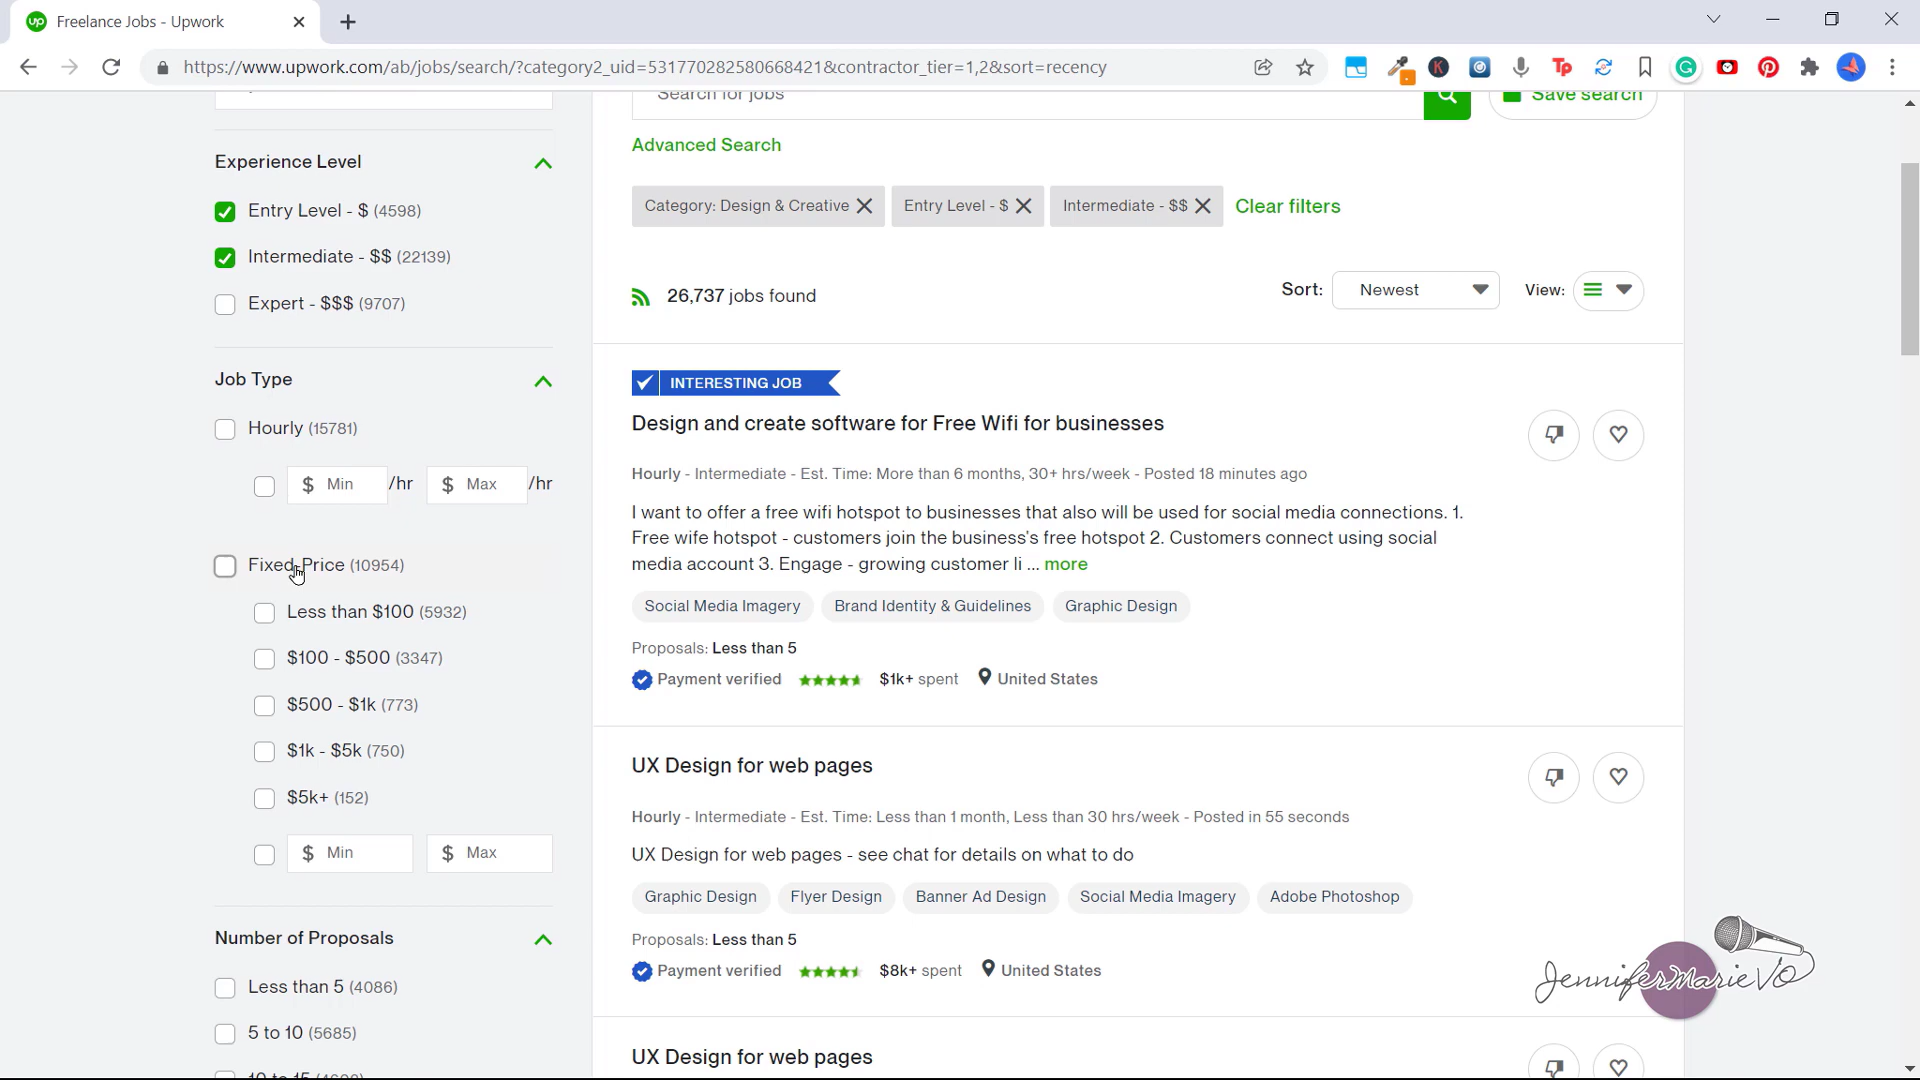 Freelance Jobs - Upwork
https://www.upwork.com/ab/jobs/search/?category2_uid=531770282580668421&contractor_tier=1,2&sort=recency
Experience Level
Entry Level - $ (4598)
Intermediate - $$ (22139)
Expert - $$$ (9707)
Job Type
Hourly (15781)
$ Min /hr $ Max /hr
Fixed-Price (10954)
Less than $100 (5932)
$100 - $500 (3347)
$500 - $1k (773)
$1k - $5k (750)
$5k+ (152)
$ Min $ Max
Number of Proposals
Less than 5 (4086)
5 to 10 (5685)
10 to 15 (4608)
Search for jobs
Save search
Advanced Search
Category: Design & Creative Entry Level - $ Intermediate - $$ Clear filters
26,737 jobs found
Sort: Newest View:
INTERESTING JOB
Design and create software for Free Wifi for businesses
Hourly - Intermediate - Est. Time: More than 6 months, 30+ hrs/week - Posted 18 minutes ago
I want to offer a free wifi hotspot to businesses that also will be used for social media connections. 1.
Free wife hotspot - customers join the business's free hotspot 2. Customers connect using social
media account 3. Engage - growing customer li ... more
Social Media Imagery Brand Identity & Guidelines Graphic Design
Proposals: Less than 5
Payment verified $1k+ spent United States
UX Design for web pages
Hourly - Intermediate - Est. Time: Less than 1 month, Less than 30 hrs/week - Posted in 55 seconds
UX Design for web pages - see chat for details on what to do
Graphic Design Flyer Design Banner Ad Design Social Media Imagery Adobe Photoshop
Proposals: Less than 5
Payment verified $8k+ spent United States
UX Design for web pages
JenniferMarieVO